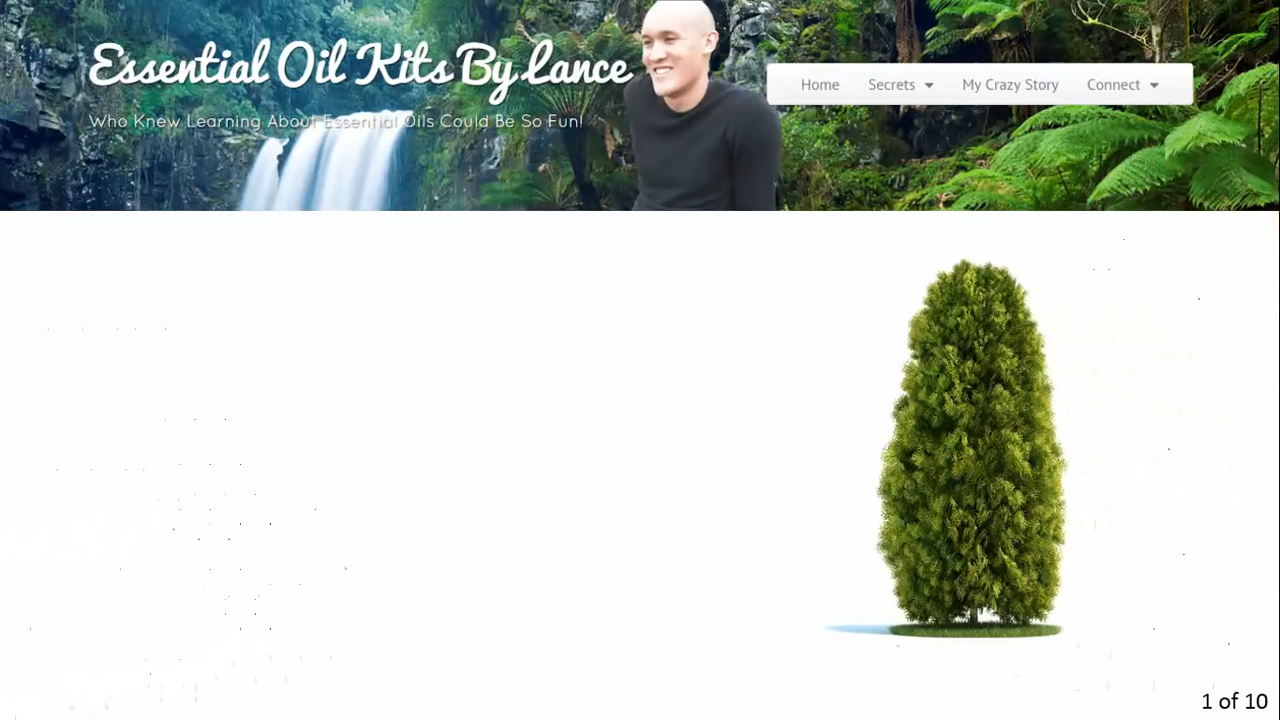 Essential Oil Kits By Lance
Who Knew Learning About Essential Oils Could Be So Fun!
Home Secrets My Crazy Story Connect
1 of 10